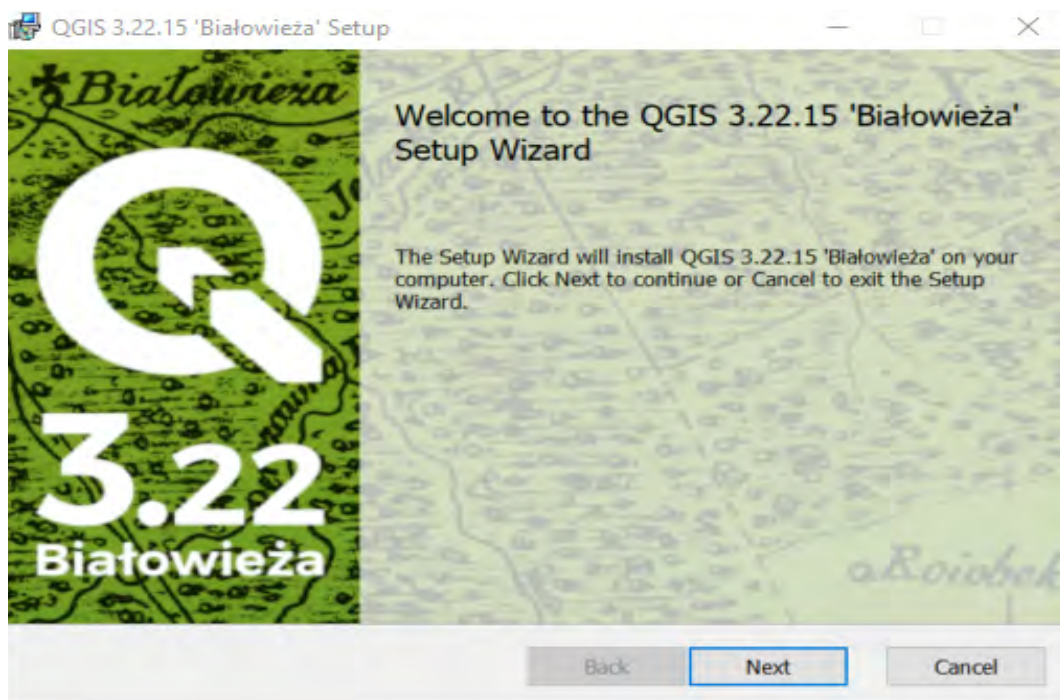 QGIS 3.22.15 'Białowieża' Setup
Białowieża
3.22
Białowieża
Welcome to the QGIS 3.22.15 'Białowieża'
Setup Wizard
The Setup Wizard will install QGIS 3.22.15 'Białowieża' on your
computer. Click Next to continue or Cancel to exit the Setup
Wizard.
Back
Next
Cancel